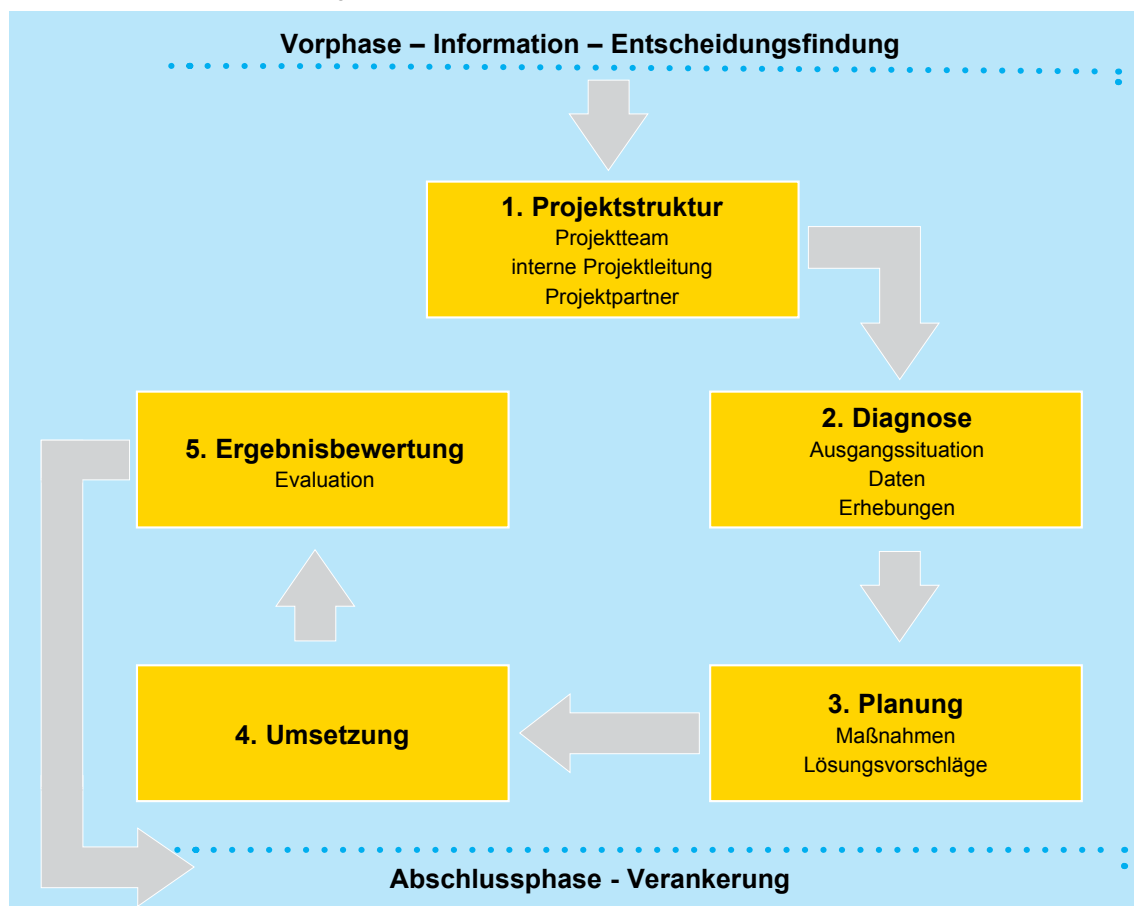 Vorphase – Information – Entscheidungsfindung
1. Projektstruktur
Projektteam
interne Projektleitung
Projektpartner
2. Diagnose
Ausgangssituation
Daten
Erhebungen
3. Planung
Maßnahmen
Lösungsvorschläge
4. Umsetzung
5. Ergebnisbewertung
Evaluation
Abschlussphase - Verankerung